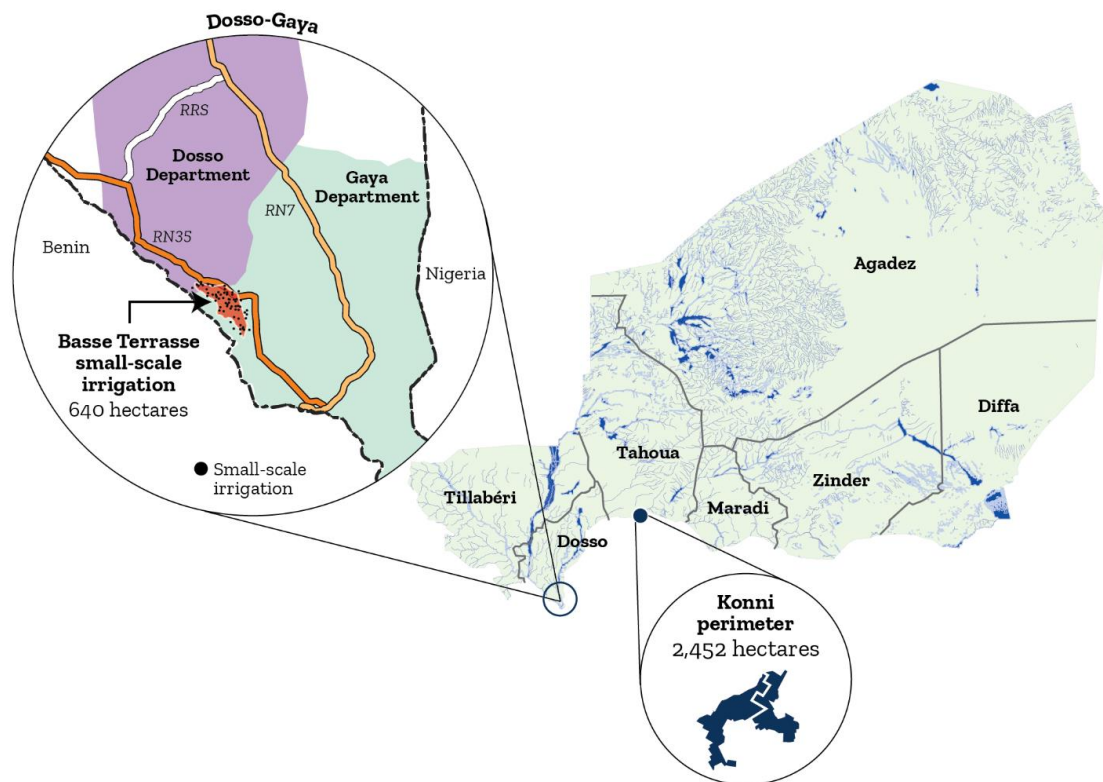 Dosso-Gaya
RRS
Dosso
Department
Gaya
Department
RN7
Benin
RN35
Nigeria
Basse Terrasse
small-scale
irrigation
640 hectares
Small-scale
irrigation
Agadez
Diffa
Tahoua
Zinder
Tillabéri
Maradi
Dosso
Konni
perimeter
2,452 hectares